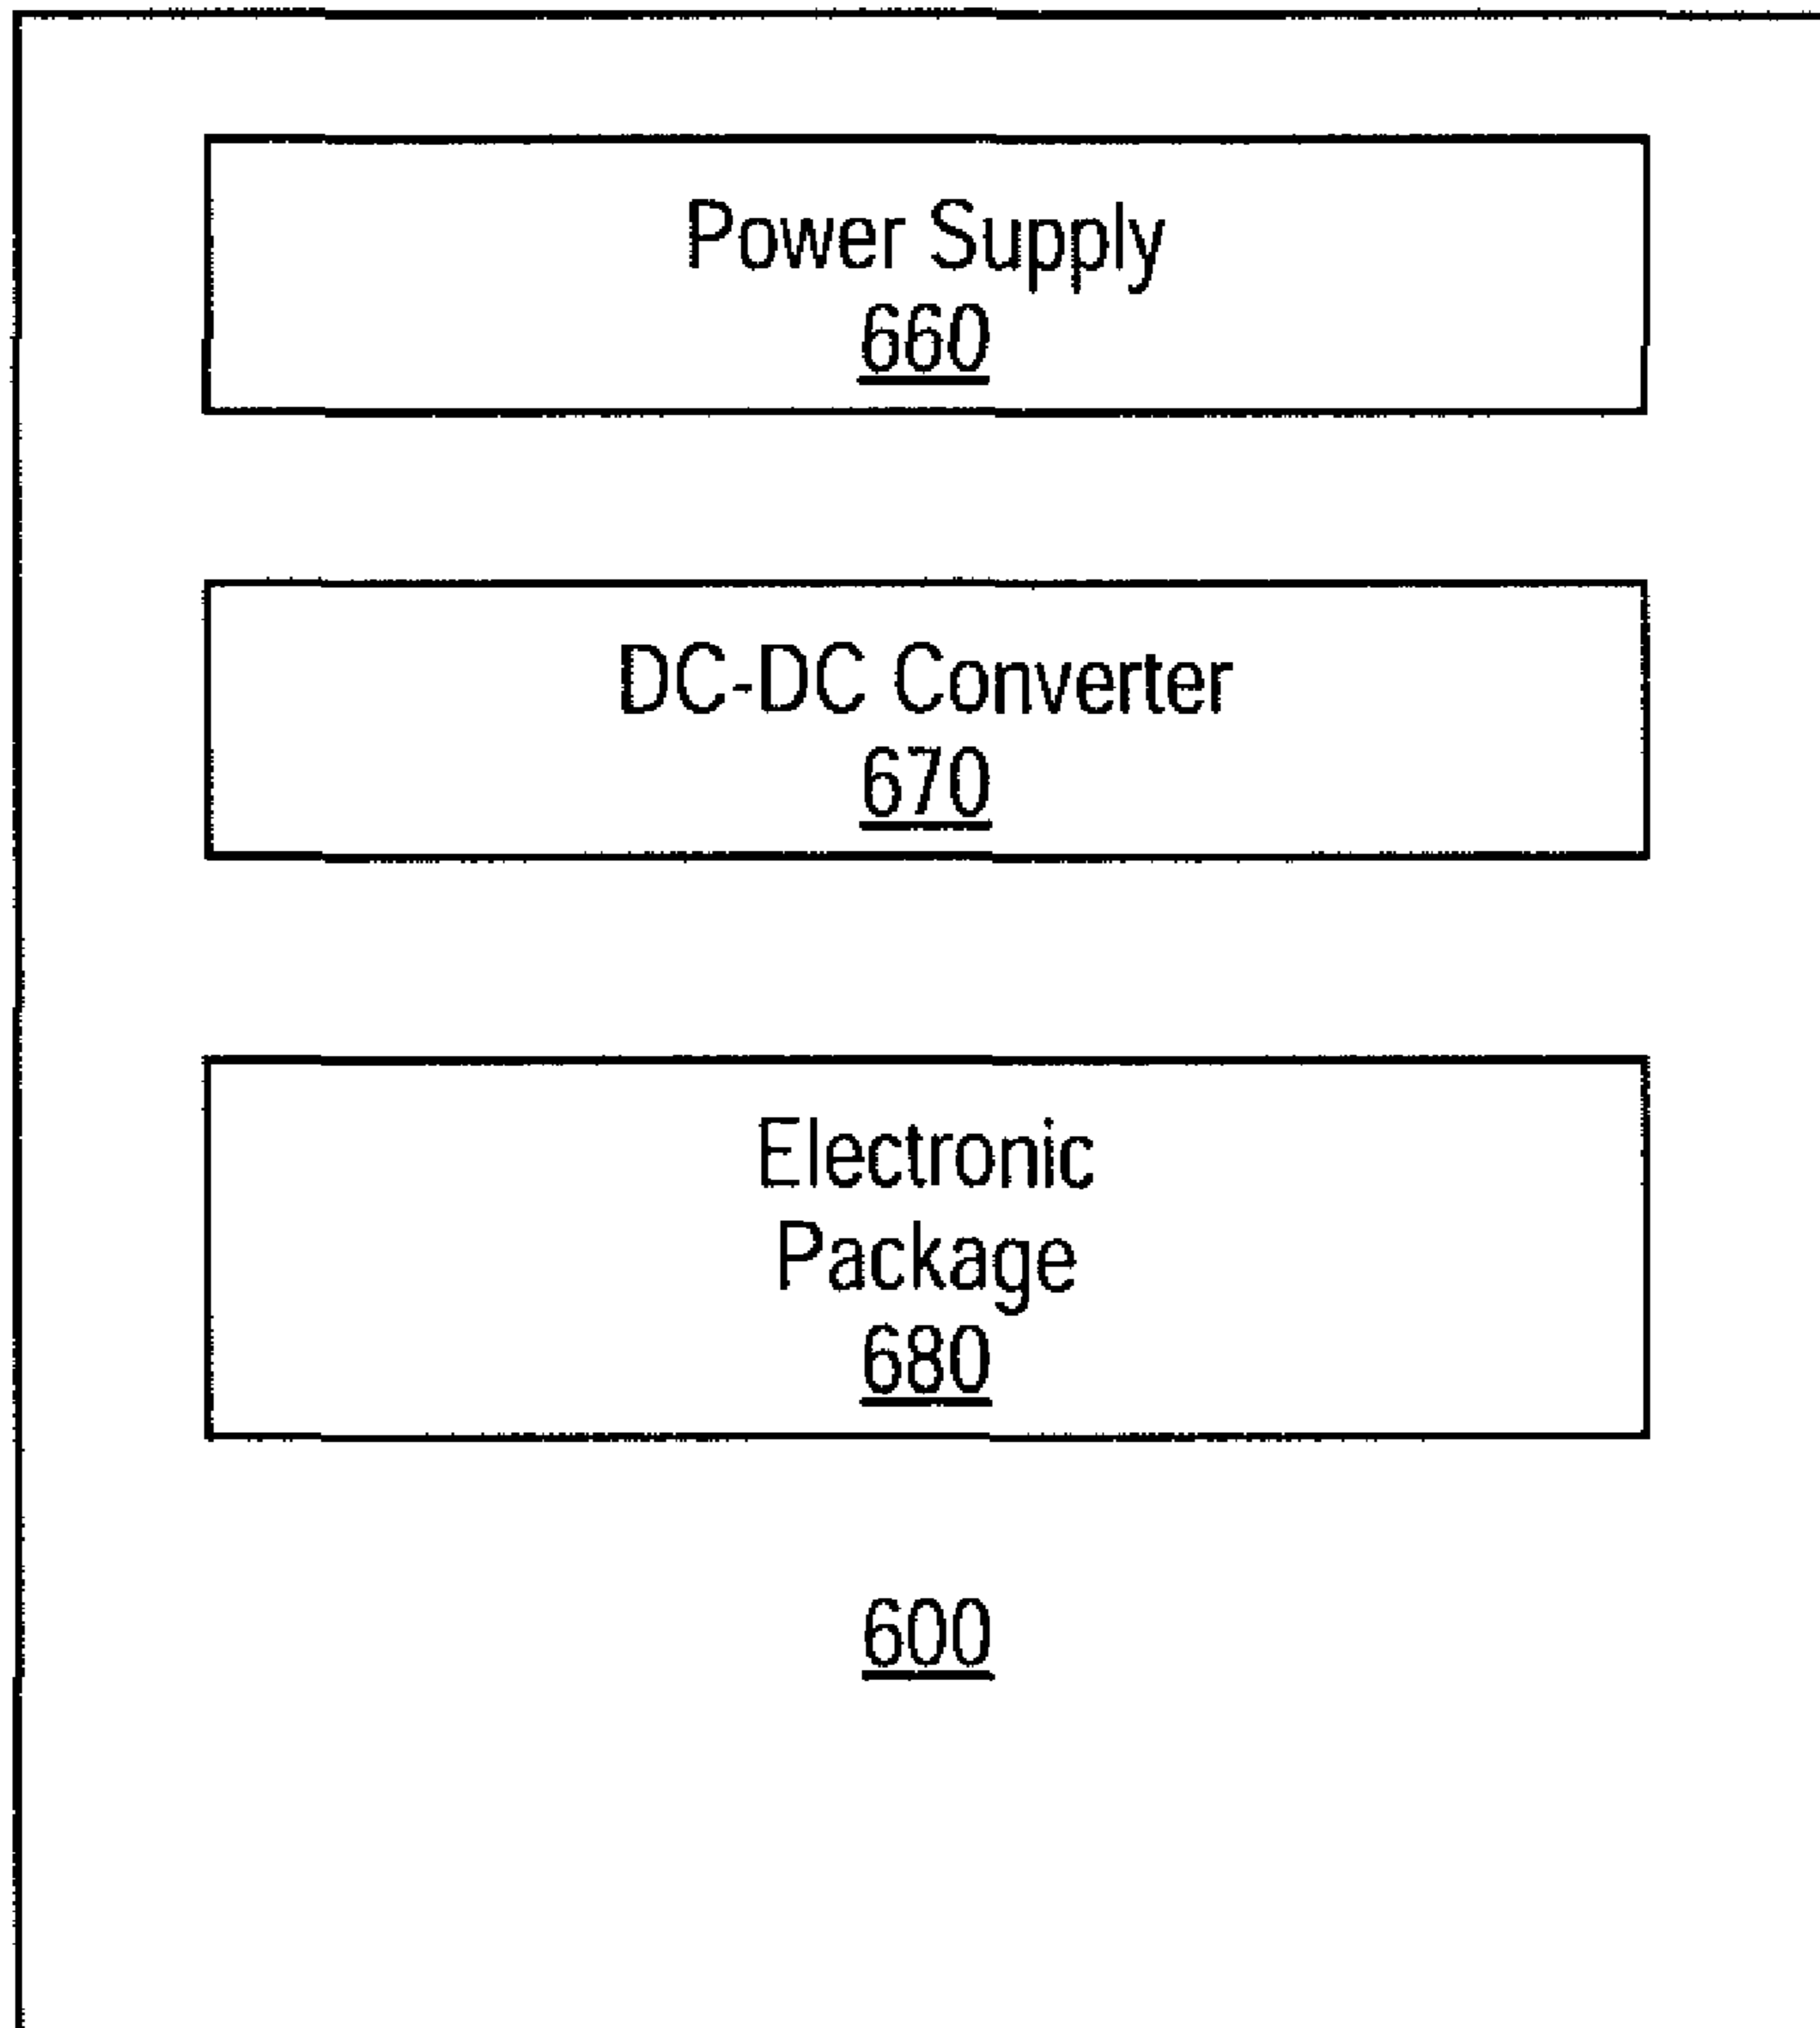 Power Supply
660
DC-DC Converter
670
Electronic
Package
680
600